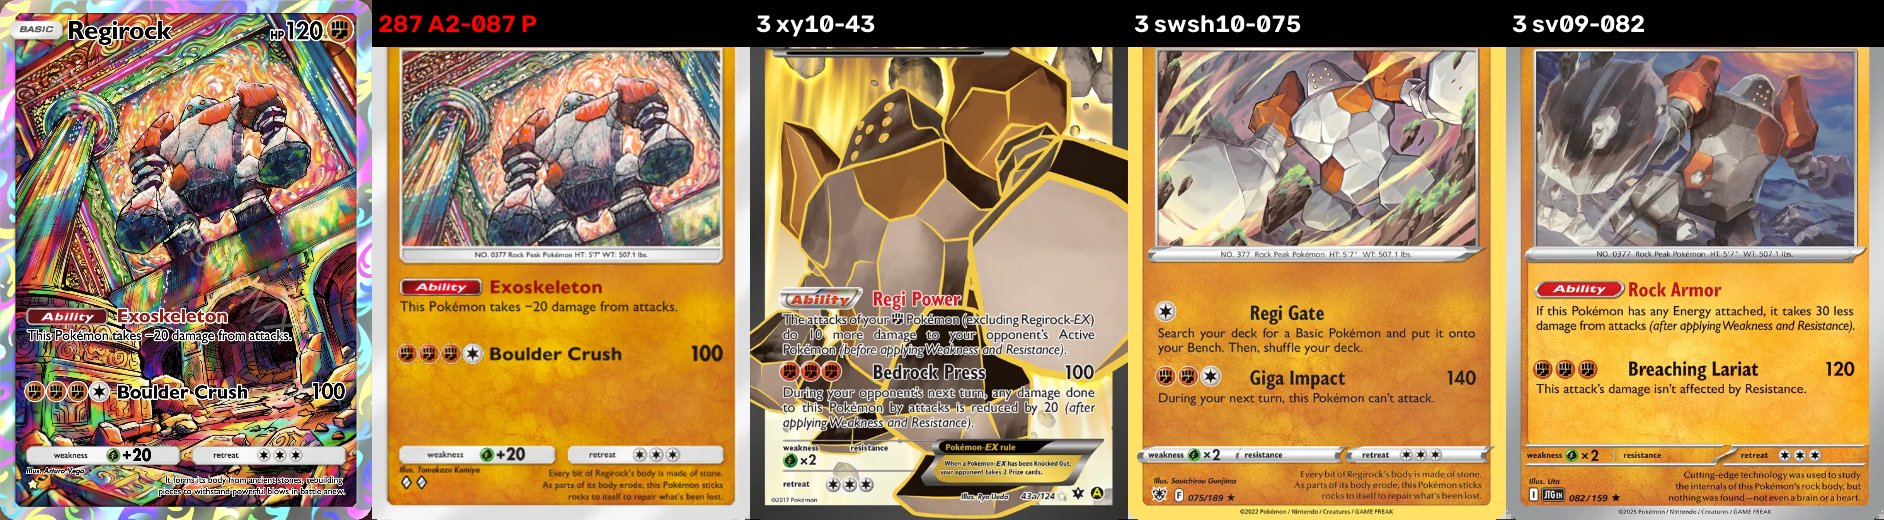 BASIC Regirock HP 120
Ability Exoskeleton
This Pokémon takes −20 damage from attacks.
Boulder Crush 100
weakness +20 retreat
Illus. Arturo Vega
It forms its body from ancient stones, rebuilding
pieces to withstand powerful blows in battle anew.
287 A2-087 P
NO. 0377 Rock Peak Pokémon HT: 5'7" WT: 507.1 lbs.
Ability Exoskeleton
This Pokémon takes −20 damage from attacks.
Boulder Crush 100
weakness +20 retreat
Illus. Tomokazu Komiya
Every bit of Regirock's body is made of stone.
As parts of its body erode, this Pokémon sticks
rocks to itself to repair what's been lost.
3 xy10-43
Ability Regi Power
The attacks of your Pokémon (excluding Regirock-EX)
do 10 more damage to your opponent's Active
Pokémon (before applying Weakness and Resistance).
Bedrock Press 100
During your opponent's next turn, any damage done
to this Pokémon by attacks is reduced by 20 (after
applying Weakness and Resistance).
weakness resistance
×2
retreat
Pokémon-EX rule
When a Pokémon-EX has been Knocked Out,
your opponent takes 2 Prize cards.
©2017 Pokémon
Illus. Ryo Ueda 43a/124 A
3 swsh10-075
NO. 377 Rock Peak Pokémon HT: 5'7" WT: 507.1 lbs.
Regi Gate
Search your deck for a Basic Pokémon and put it onto
your Bench. Then, shuffle your deck.
Giga Impact 140
During your next turn, this Pokémon can't attack.
weakness ×2 resistance retreat
Illus. Souichirou Gunjima
F 075/189
Every bit of Regirock's body is made of stone.
As parts of its body erode, this Pokémon sticks
rocks to itself to repair what's been lost.
©2022 Pokémon / Nintendo / Creatures / GAME FREAK
3 sv09-082
NO. 0377 Rock Peak Pokémon HT: 5'7" WT: 507.1 lbs.
Ability Rock Armor
If this Pokémon has any Energy attached, it takes 30 less
damage from attacks (after applying Weakness and Resistance).
Breaching Lariat 120
This attack's damage isn't affected by Resistance.
weakness ×2 resistance retreat
Illus. Uta
I JTG EN 082/159
Cutting-edge technology was used to study
the internals of this Pokémon's rock body, but
nothing was found—not even a brain or a heart.
©2025 Pokémon / Nintendo / Creatures / GAME FREAK